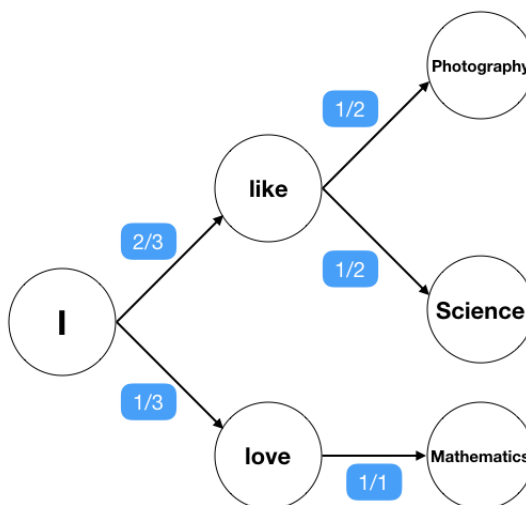 Photography
1/2
like
2/3
1/2
Science
I
1/3
love
Mathematics
1/1